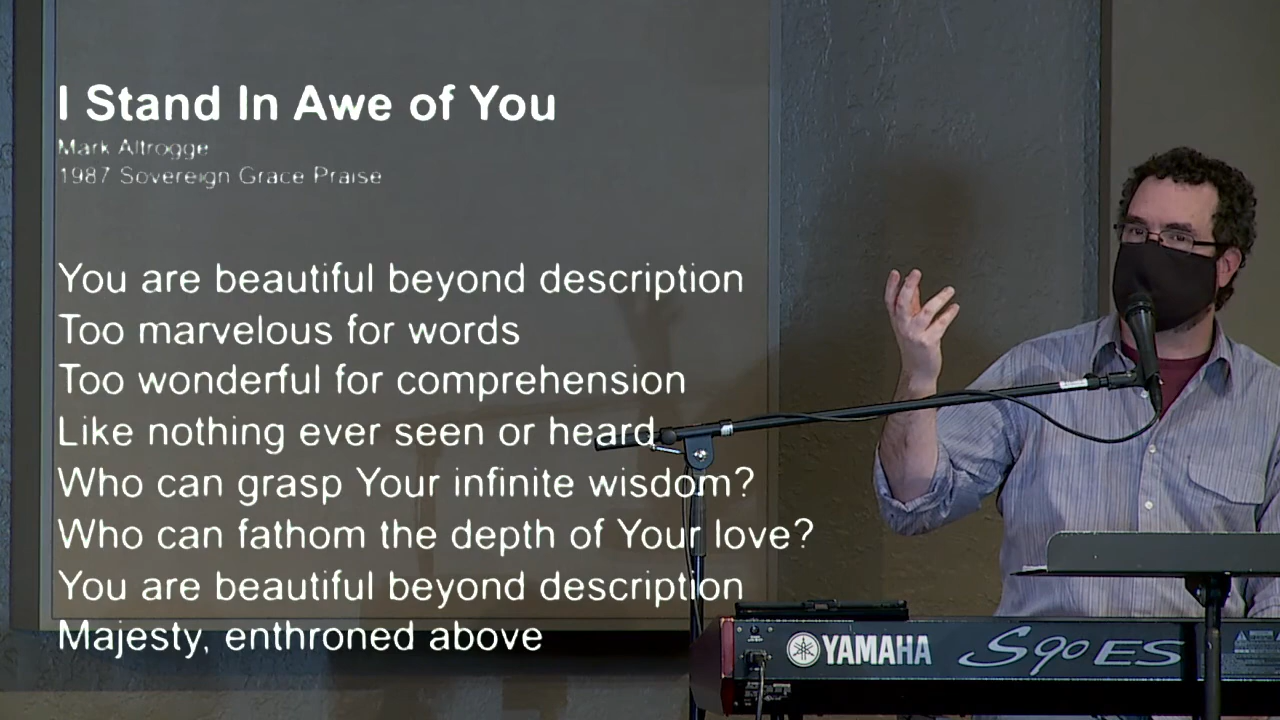 I Stand In Awe of You
Mark Altrogge
1987 Sovereign Grace Praise
You are beautiful beyond description
Too marvelous for words
Too wonderful for comprehension
Like nothing ever seen or heard
Who can grasp Your infinite wisdom?
Who can fathom the depth of Your love?
You are beautiful beyond description
Majesty, enthroned above
YAMAHA S90 ES